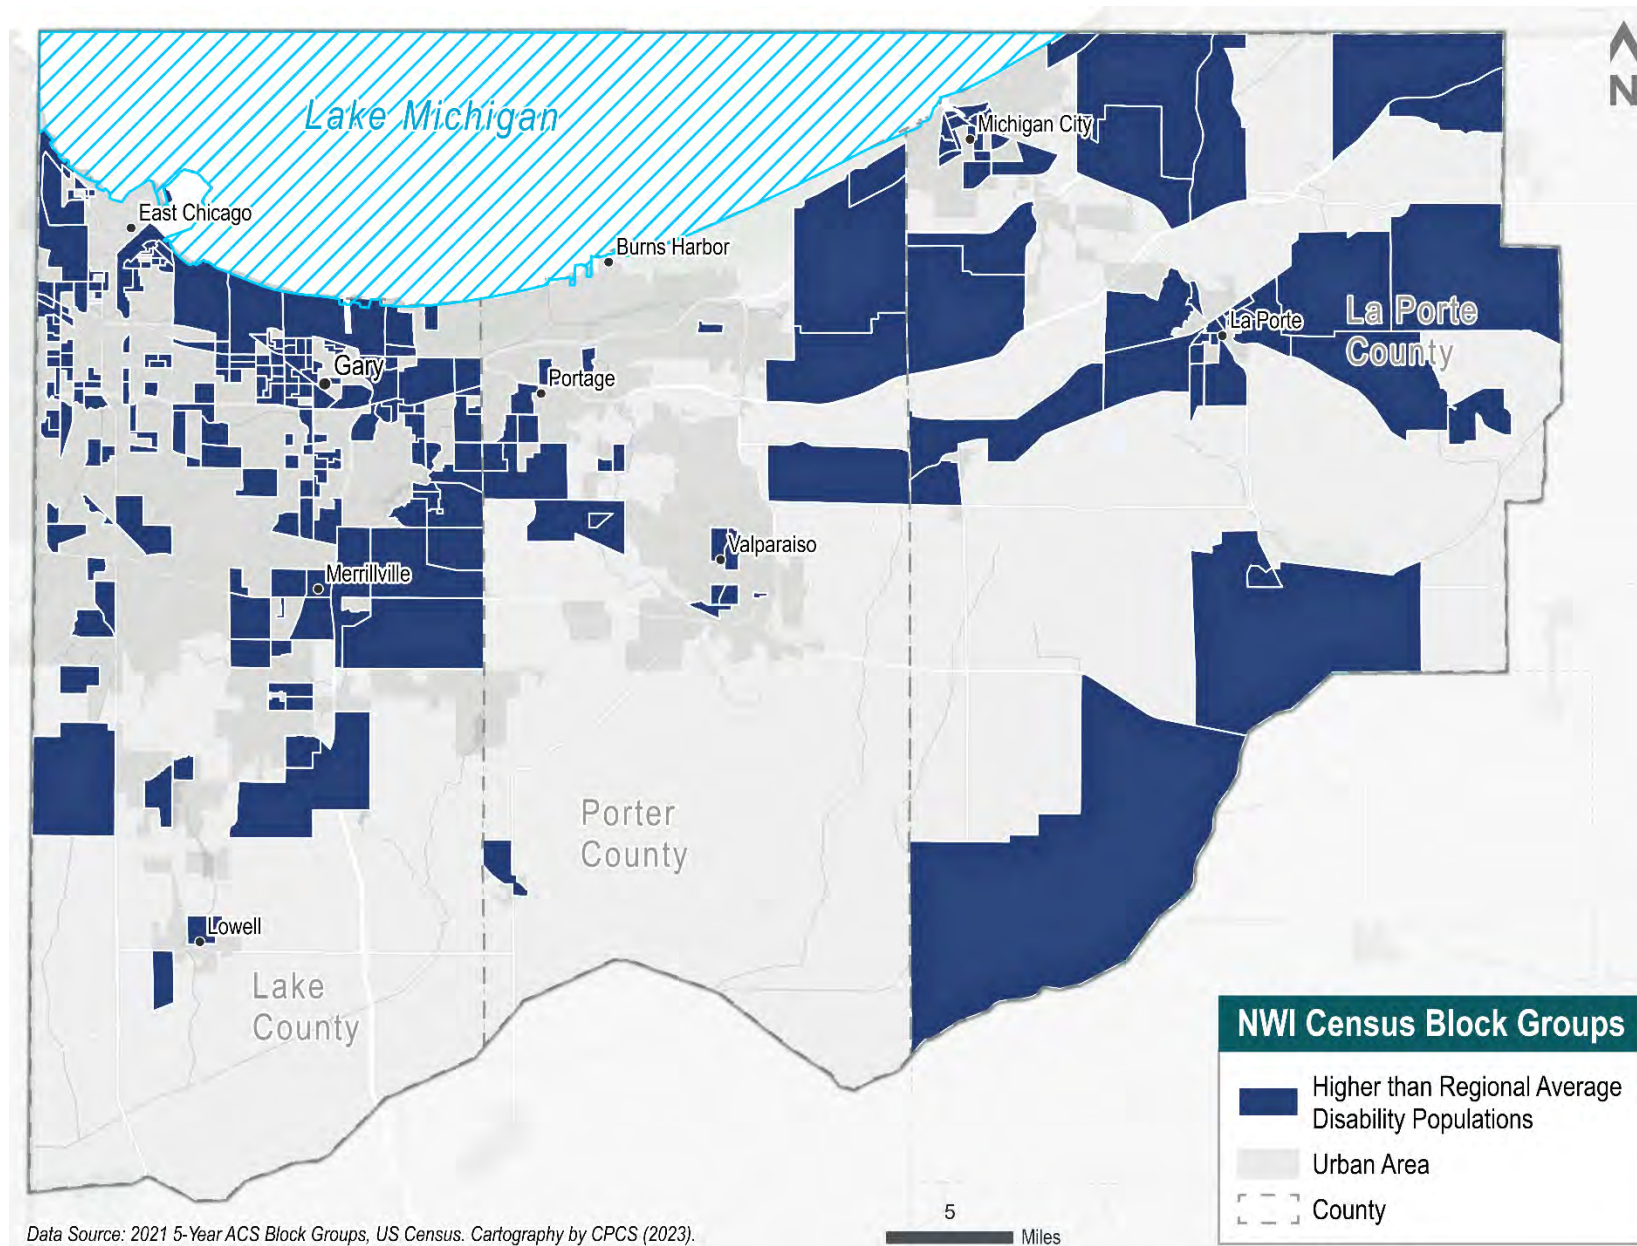 N
Lake Michigan
Michigan City
East Chicago
Burns Harbor
La Porte
La Porte
County
Gary
Portage
Valparaiso
Merrillville
Porter
County
Lowell
Lake
County
NWI Census Block Groups
Higher than Regional Average
Disability Populations
Urban Area
County
5
Miles
Data Source: 2021 5-Year ACS Block Groups, US Census. Cartography by CPCS (2023).